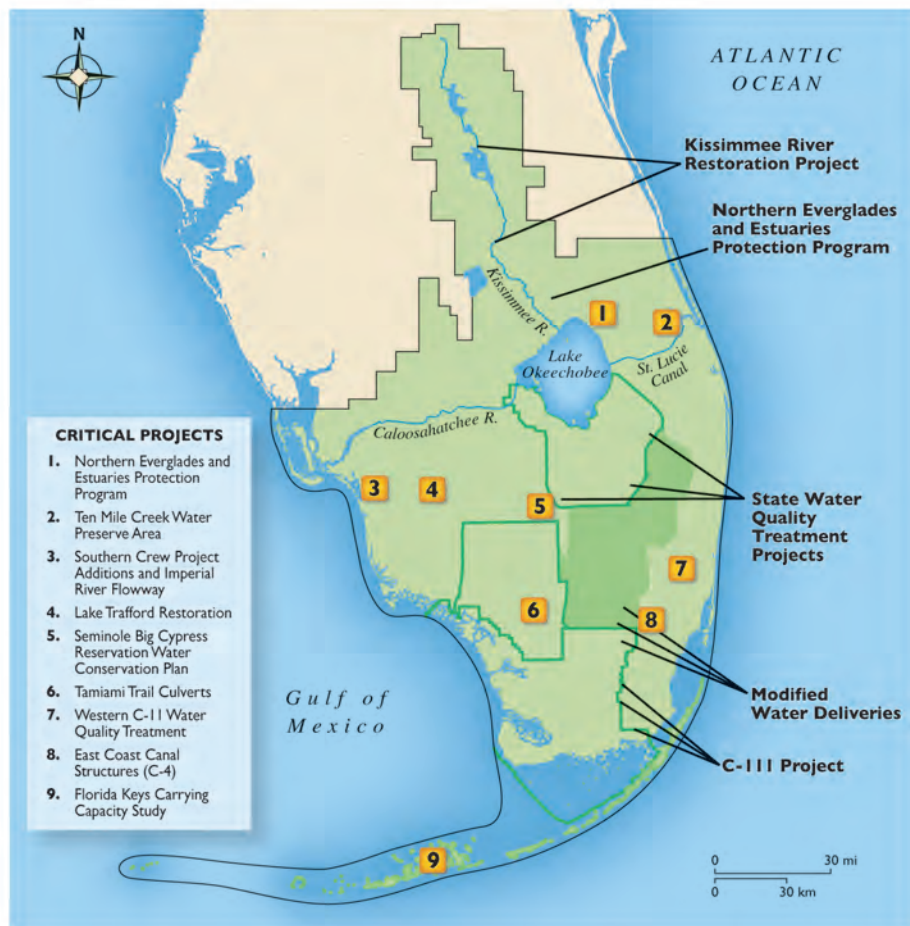 N
ATLANTIC
OCEAN
Kissimmee River
Restoration Project
Northern Everglades
and Estuaries
Protection Program
Kissimmee R.
1
2
Lake
Okeechobee
St. Lucie
Canal
Caloosahatchee R.
CRITICAL PROJECTS
1. Northern Everglades and
Estuaries Protection
Program
2. Ten Mile Creek Water
Preserve Area
3. Southern Crew Project
Additions and Imperial
River Flowway
4. Lake Trafford Restoration
5. Seminole Big Cypress
Reservation Water
Conservation Plan
6. Tamiami Trail Culverts
7. Western C-11 Water
Quality Treatment
8. East Coast Canal
Structures (C-4)
9. Florida Keys Carrying
Capacity Study
3
4
5
State Water
Quality
Treatment
Projects
7
6
8
Gulf of
Mexico
Modified
Water Deliveries
C-111 Project
9
0 30 mi
0 30 km